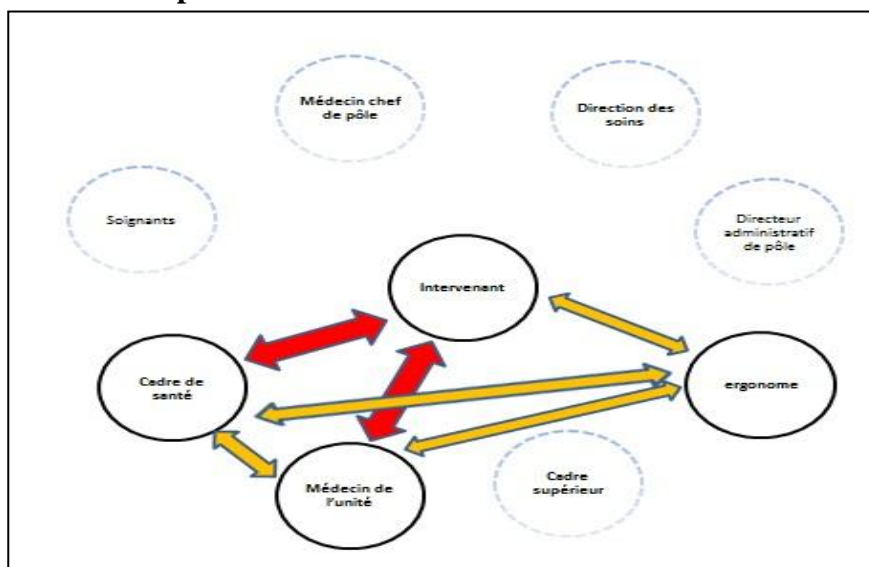 Médecin chef
de pôle
Direction des
soins
Soignants
Directeur
administratif
de pôle
Intervenant
Cadre de
santé
ergonome
Médecin de
l'unité
Cadre
supérieur